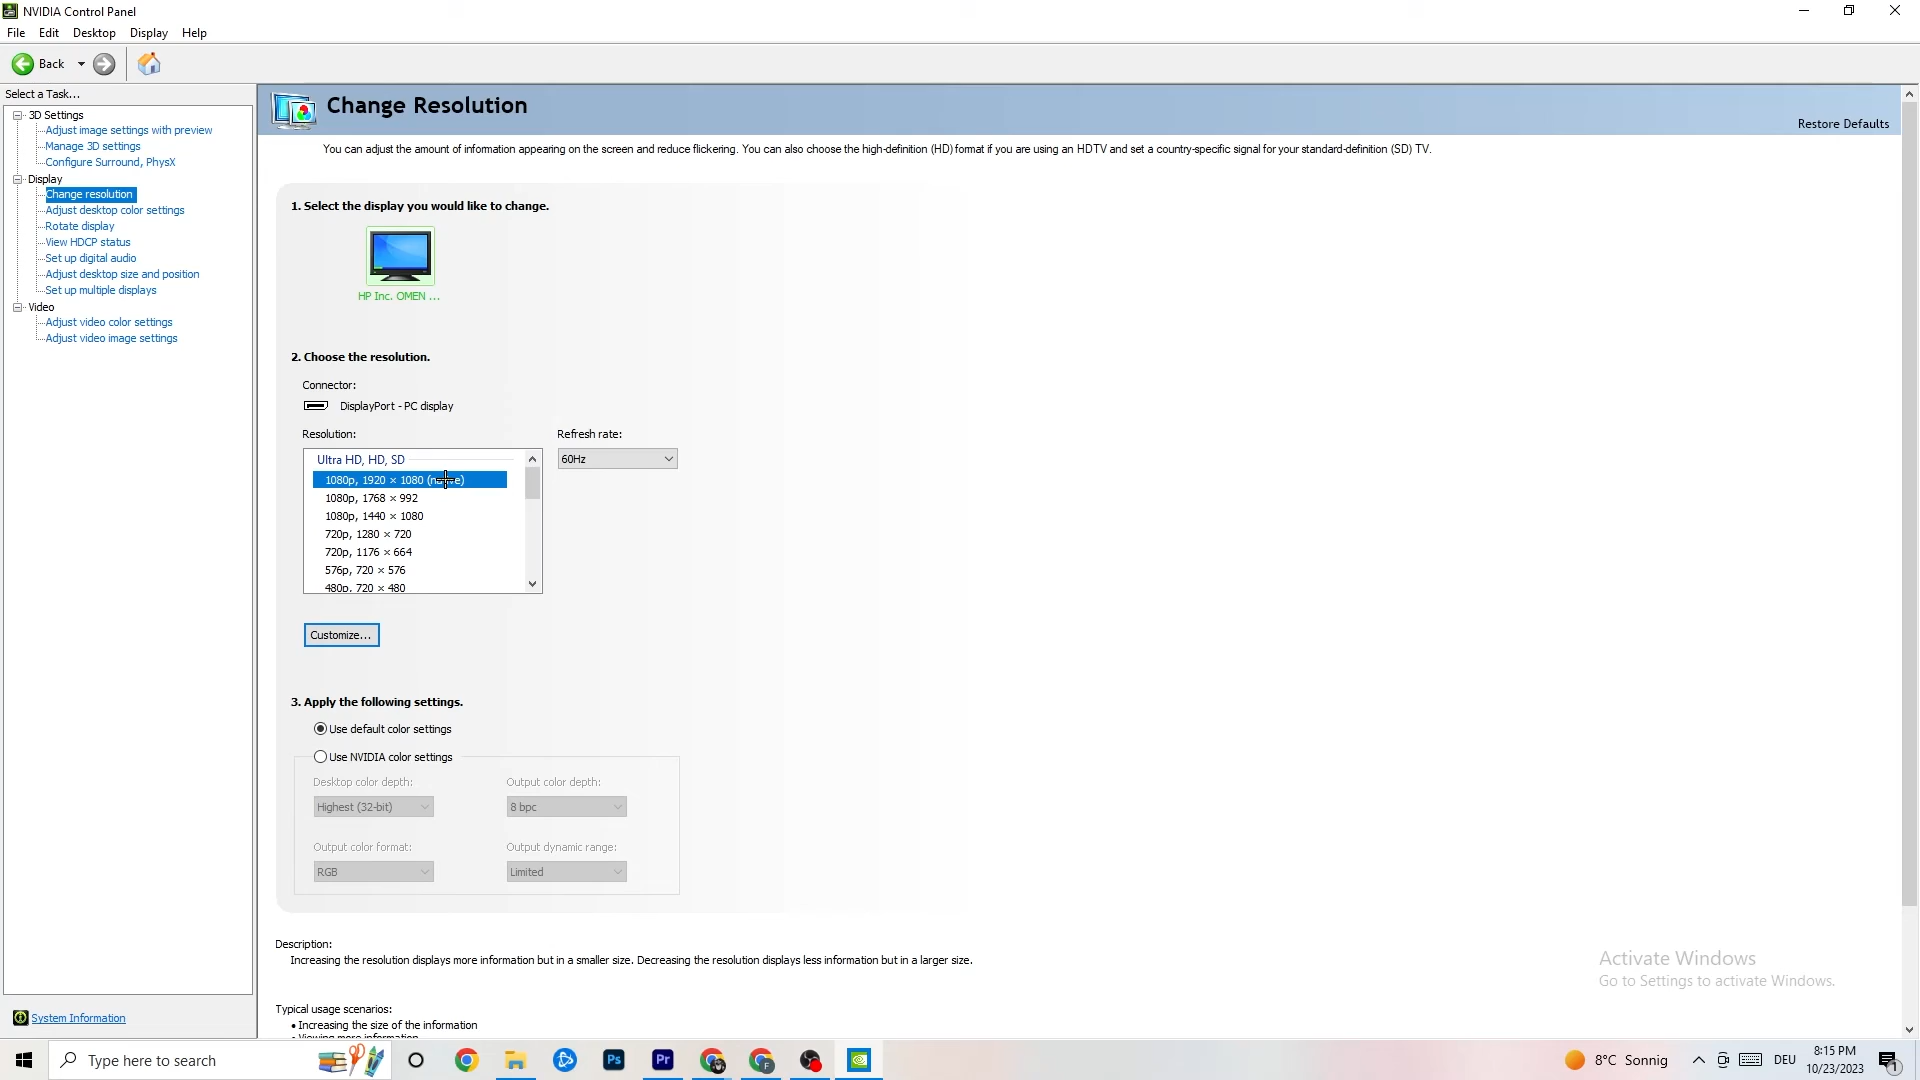 NVIDIA Control Panel
File Edit Desktop Display Help
Back
Select a Task...
3D Settings
Adjust image settings with preview
Manage 3D settings
Configure Surround, PhysX
Display
Change resolution
Adjust desktop color settings
Rotate display
View HDCP status
Set up digital audio
Adjust desktop size and position
Set up multiple displays
Video
Adjust video color settings
Adjust video image settings
System Information
Change Resolution
Restore Defaults
You can adjust the amount of information appearing on the screen and reduce flickering. You can also choose the high-definition (HD) format if you are using an HDTV and set a country-specific signal for your standard-definition (SD) TV.
1. Select the display you would like to change.
HP Inc. OMEN ...
2. Choose the resolution.
Connector:
DisplayPort - PC display
Resolution:
Refresh rate:
Ultra HD, HD, SD
60Hz
1080p, 1920 × 1080
1080p, 1768 × 992
1080p, 1440 × 1080
720p, 1280 × 720
720p, 1176 × 664
576p, 720 × 576
480p, 720 × 480
Customize...
3. Apply the following settings.
Use default color settings
Use NVIDIA color settings
Desktop color depth:
Output color depth:
Highest (32-bit)
8 bpc
Output color format:
Output dynamic range:
RGB
Limited
Description:
Increasing the resolution displays more information but in a smaller size. Decreasing the resolution displays less information but in a larger size.
Typical usage scenarios:
• Increasing the size of the information
• Viewing more information
Activate Windows
Go to Settings to activate Windows.
Type here to search
Ps
Pr
F
8°C Sonnig
DEU
8:15 PM
10/23/2023
1